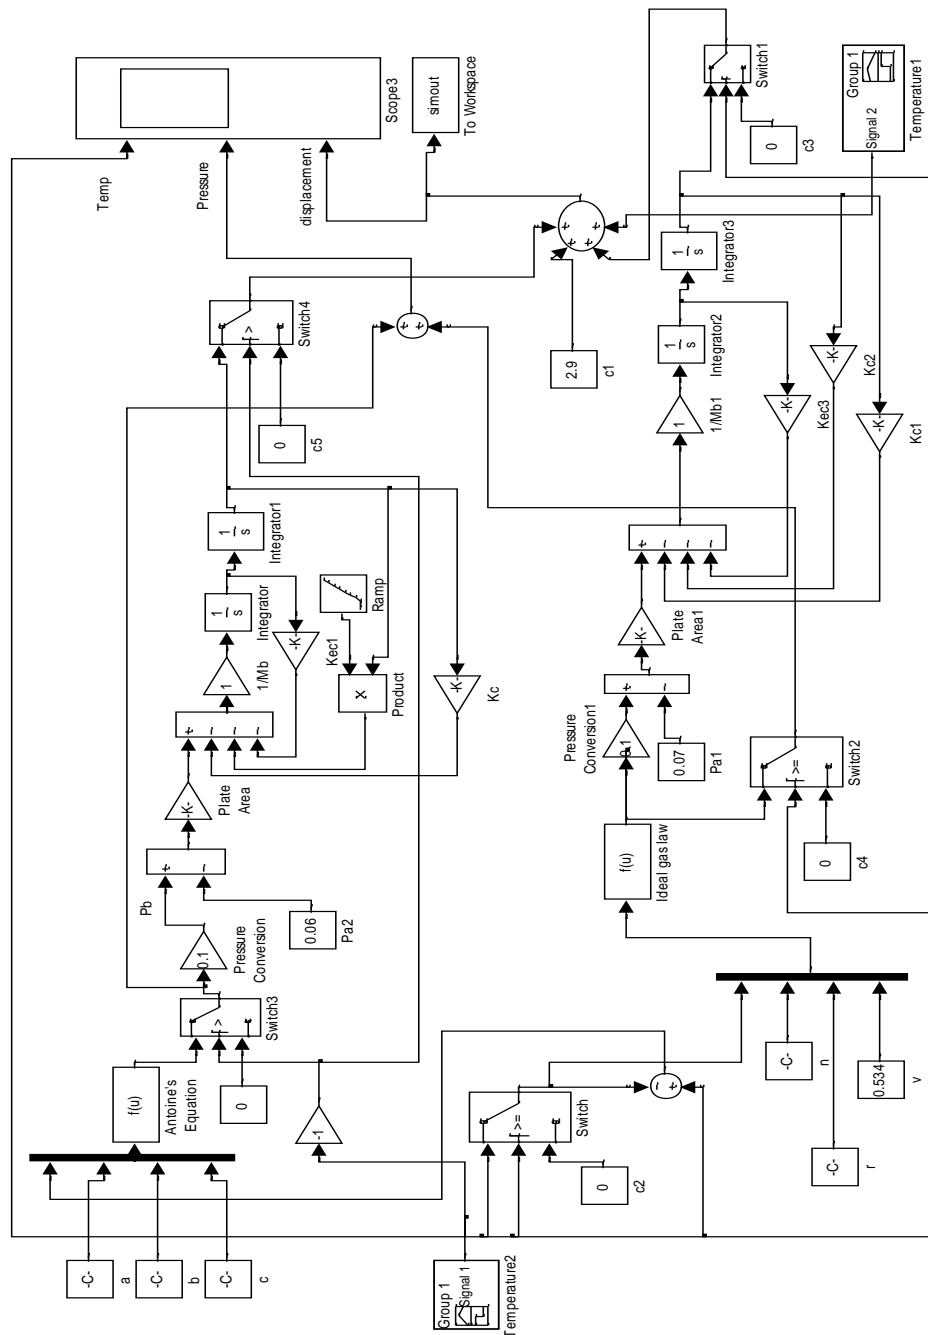 -C-
a
-C-
b
-C-
c
f(u)
Antoine's
Equation
0
Switch3
>
0.1
Pressure
Conversion
Pb
0.06
Pa2
-K-
Plate
Area
1
1/Mb
1
s
Integrator
1
s
Integrator1
-K-
Kec1
Ramp
x
Product
-K-
Kc
0
c5
>
Switch4
Temp
Pressure
displacement
Scope3
simout
To Workspace
-1
Group 1
Signal 1
Temperature2
0
c2
>=
Switch
-C-
n
-C-
r
0.534
v
f(u)
Ideal gas law
0.1
Pressure
Conversion1
0.07
Pa1
0
c4
>=
Switch2
-K-
Plate
Area1
1
1/Mb1
1
s
Integrator2
1
s
Integrator3
-K-
Kec3
-K-
Kc2
-K-
Kc1
2.9
c1
0
c3
Switch1
Group 1
Signal 2
Temperature1